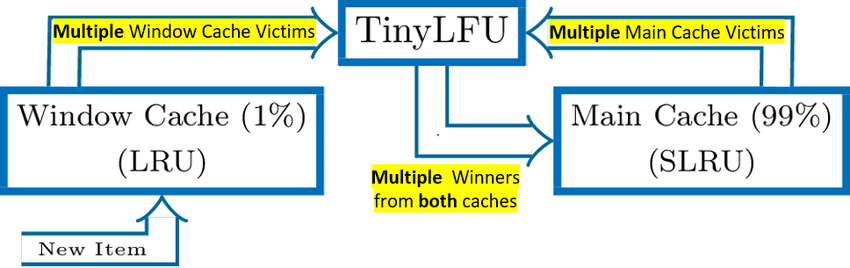 Multiple Window Cache Victims
TinyLFU
Multiple Main Cache Victims
Window Cache (1%)
(LRU)
Main Cache (99%)
(SLRU)
Multiple Winners
from both caches
New Item